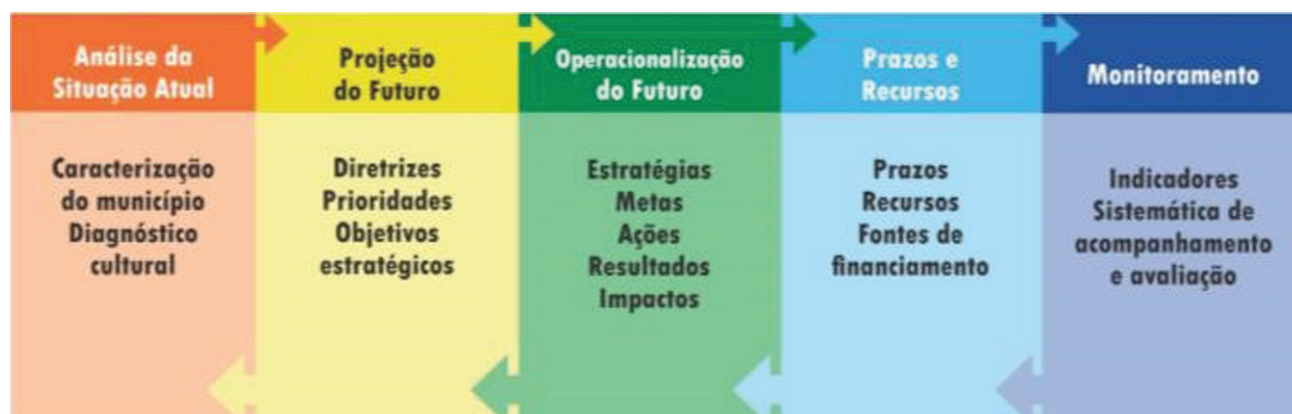 Análise da
Situação Atual
Projeção
do Futuro
Operacionalização
do Futuro
Prazos e
Recursos
Monitoramento
Caracterização
do município
Diagnóstico
cultural
Diretrizes
Prioridades
Objetivos
estratégicos
Estratégias
Metas
Ações
Resultados
Impactos
Prazos
Recursos
Fontes de
financiamento
Indicadores
Sistemática de
acompanhamento
e avaliação